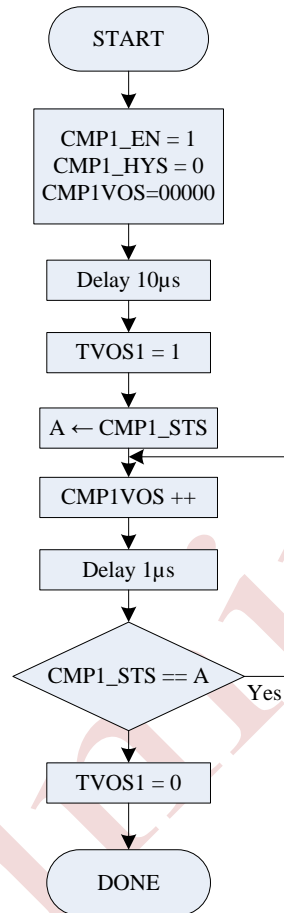 START
CMP1_EN = 1
CMP1_HYS = 0
CMP1VOS=00000
Delay 10µs
TVOS1 = 1
A ← CMP1_STS
CMP1VOS ++
Delay 1µs
CMP1_STS == A
Yes
TVOS1 = 0
DONE